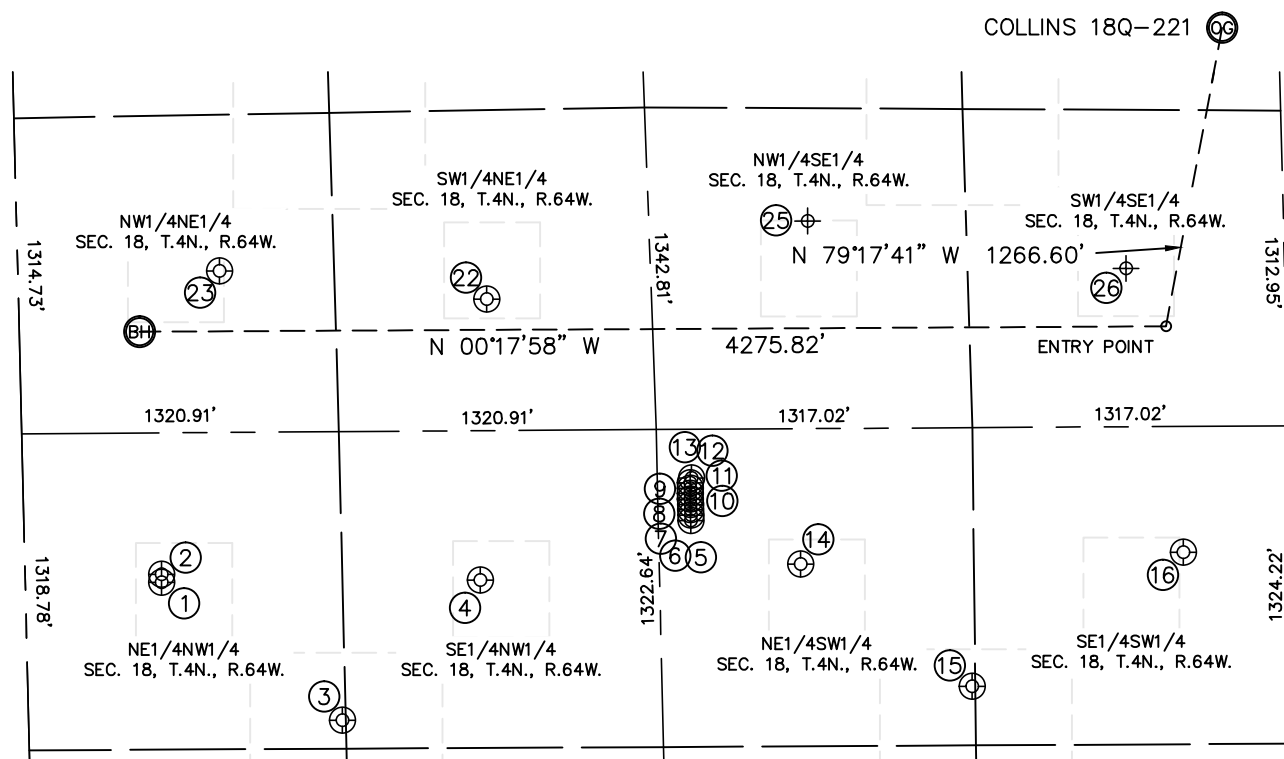 COLLINS 18Q-221 OG
NW1/4NE1/4
SEC. 18, T.4N., R.64W.
SW1/4NE1/4
SEC. 18, T.4N., R.64W.
NW1/4SE1/4
SEC. 18, T.4N., R.64W.
SW1/4SE1/4
SEC. 18, T.4N., R.64W.
1314.73'
1342.81'
1312.95'
23
22
25
26
N 79°17'41" W 1266.60'
BH
N 00°17'58" W 4275.82'
ENTRY POINT
1320.91'
1320.91'
1317.02'
1317.02'
13
12
11
10
9
8
7
6
5
14
16
2
1
4
1318.78'
1322.64'
1324.22'
NE1/4NW1/4
SEC. 18, T.4N., R.64W.
SE1/4NW1/4
SEC. 18, T.4N., R.64W.
NE1/4SW1/4
SEC. 18, T.4N., R.64W.
SE1/4SW1/4
SEC. 18, T.4N., R.64W.
3
15